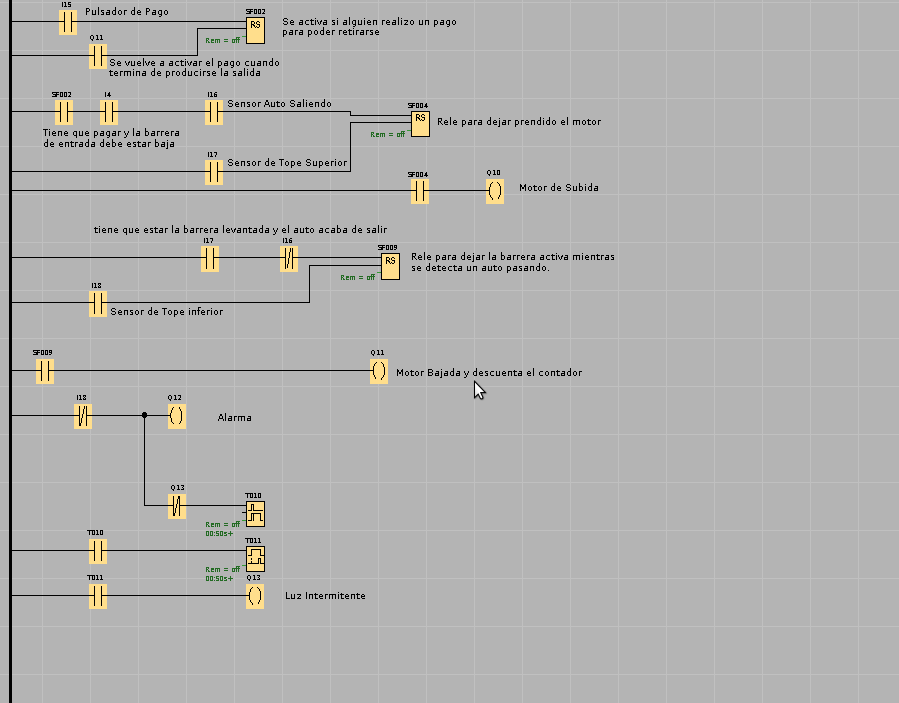 I15
Pulsador de Pago
SF002
RS
Se activa si alguien realizo un pago
para poder retirarse
Rem = off
Q11
Se vuelve a activar el pago cuando
termina de producirse la salida
SF002
I4
I16
Sensor Auto Saliendo
SF004
RS
Rele para dejar prendido el motor
Rem = off
Tiene que pagar y la barrera
de entrada debe estar baja
I17
Sensor de Tope Superior
SF004
Q10
Motor de Subida
tiene que estar la barrera levantada y el auto acaba de salir
I17
I16
SF009
RS
Rele para dejar la barrera activa mientras
se detecta un auto pasando.
Rem = off
I18
Sensor de Tope inferior
SF009
Q11
Motor Bajada y descuenta el contador
I18
Q12
Alarma
Q13
T010
Rem = off
00:50s+
T010
T011
Rem = off
00:50s+
T011
Q13
Luz Intermitente